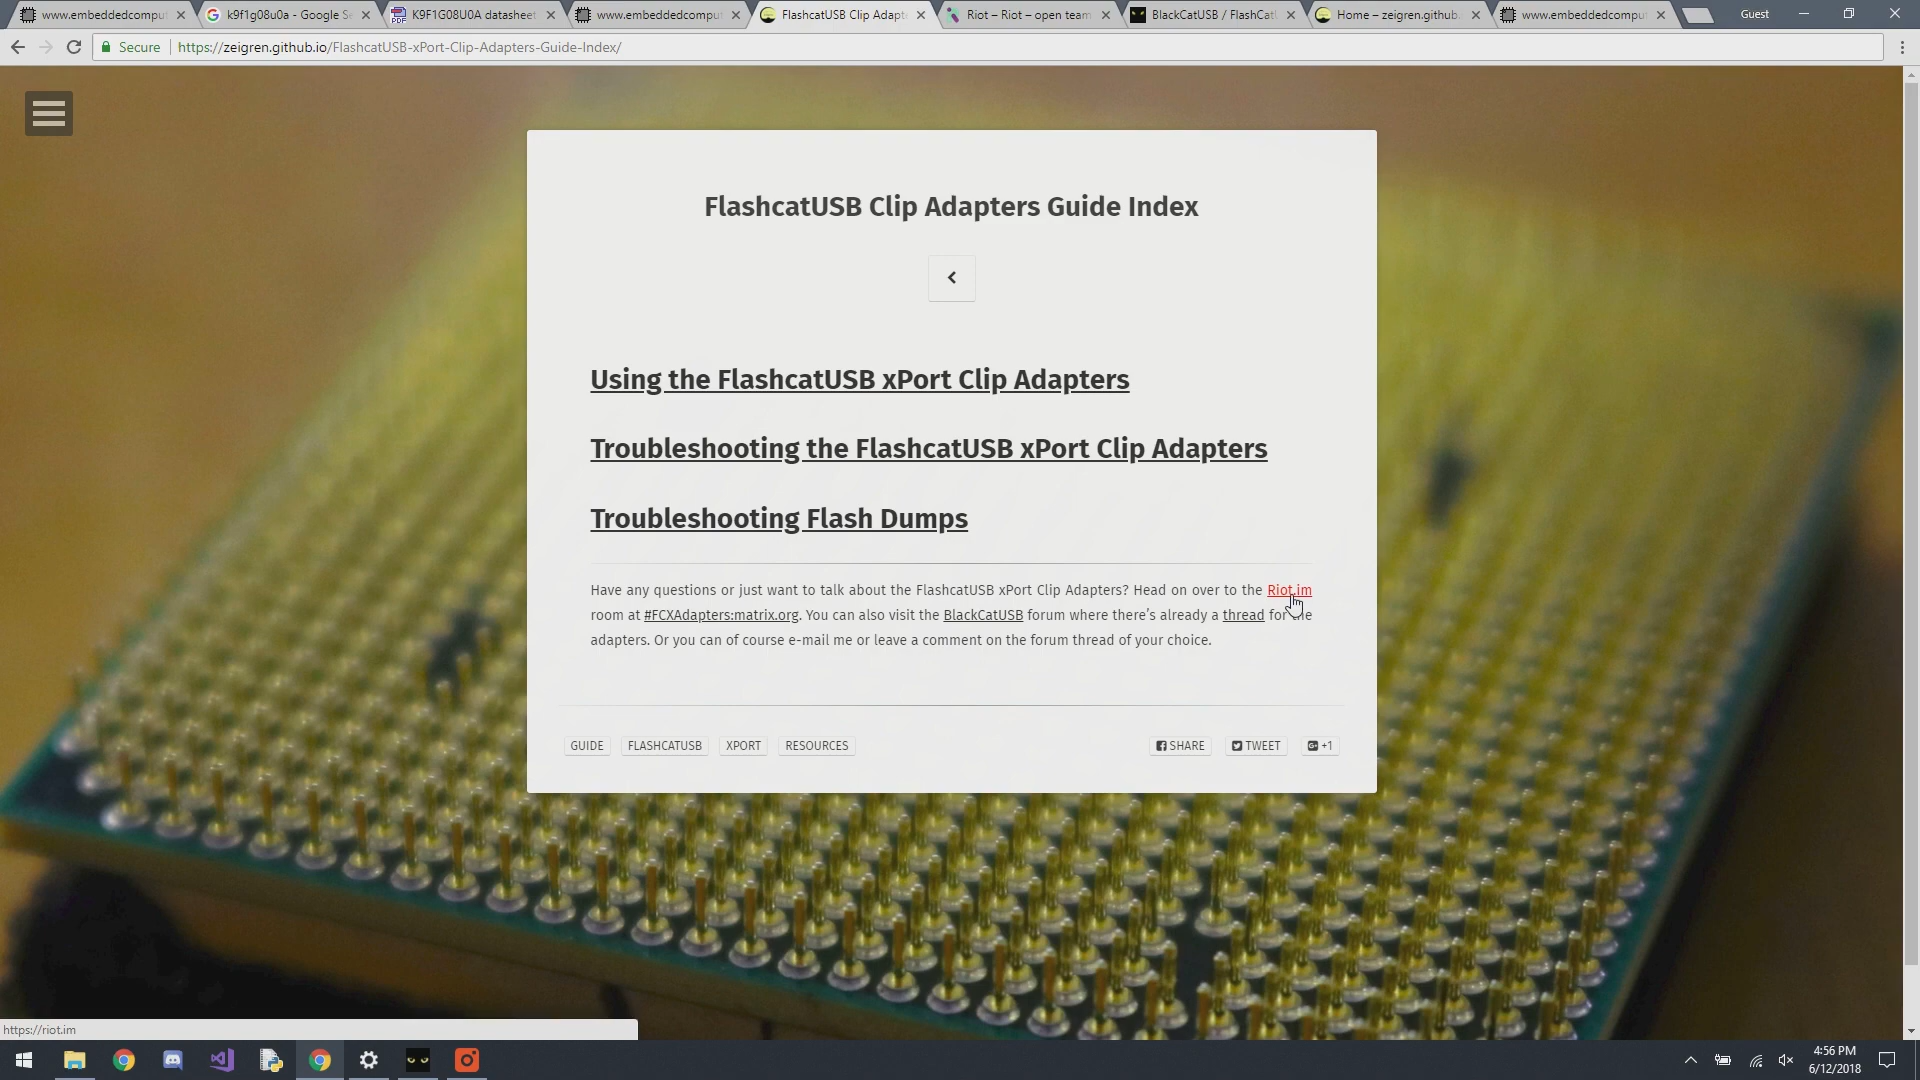 www.embeddedcomput
k9f1g08u0a - Google Se
K9F1G08U0A datasheet
www.embeddedcomput
FlashcatUSB Clip Adapt
Riot – Riot – open team
BlackCatUSB / FlashCat
Home – zeigren.github.
www.embeddedcomput
Guest
Secure
https://zeigren.github.io/FlashcatUSB-xPort-Clip-Adapters-Guide-Index/
FlashcatUSB Clip Adapters Guide Index
Using the FlashcatUSB xPort Clip Adapters
Troubleshooting the FlashcatUSB xPort Clip Adapters
Troubleshooting Flash Dumps
Have any questions or just want to talk about the FlashcatUSB xPort Clip Adapters? Head on over to the Riot.im
room at #FCXAdapters:matrix.org. You can also visit the BlackCatUSB forum where there's already a thread for the
adapters. Or you can of course e-mail me or leave a comment on the forum thread of your choice.
GUIDE FLASHCATUSB XPORT RESOURCES SHARE TWEET +1
https://riot.im
4:56 PM
6/12/2018